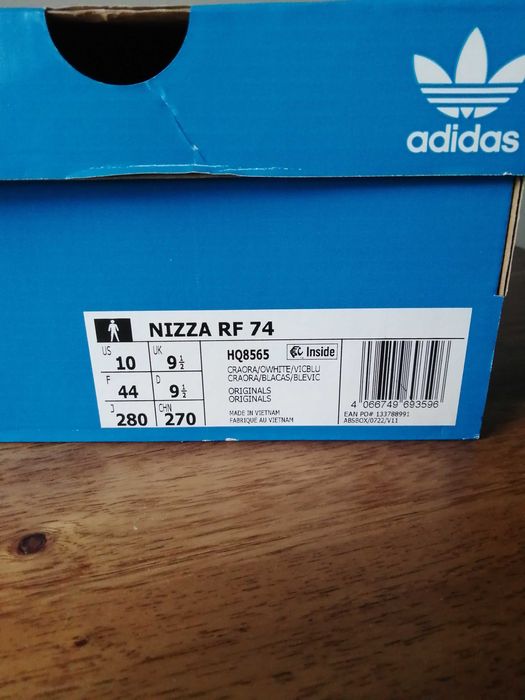 adidas
NIZZA RF 74
US 10 UK 9½
F 44 D 9½
J 280 CHN 270
HQ8565 Inside
CRAORA/OWHITE/VICBLU
CRAORA/BLACAS/BLEVIC
ORIGINALS
ORIGINALS
MADE IN VIETNAM
FABRIQUE AU VIETNAM
4 066749 693596
EAN PO# 133788991
ABSBOX/0722/V11